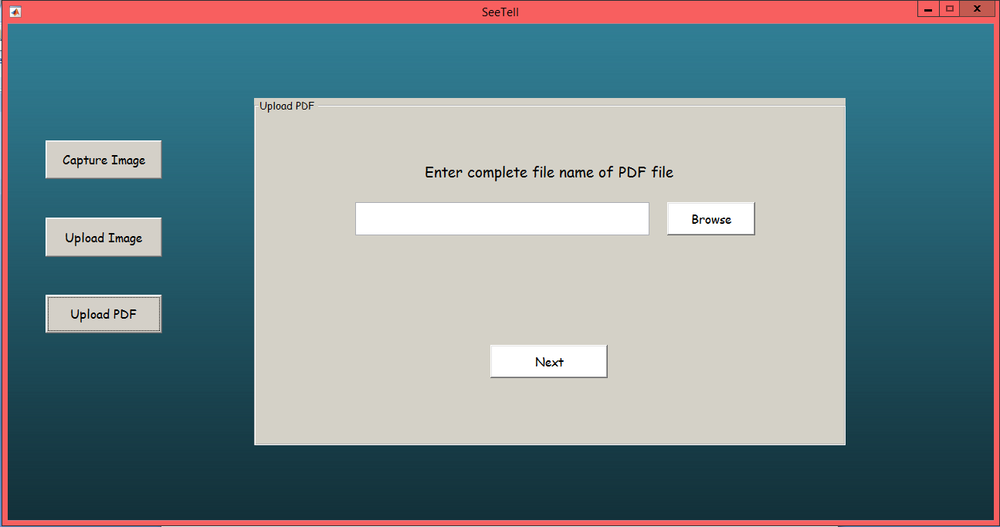 SeeTell
Upload PDF
Capture Image
Enter complete file name of PDF file
Browse
Upload Image
Upload PDF
Next